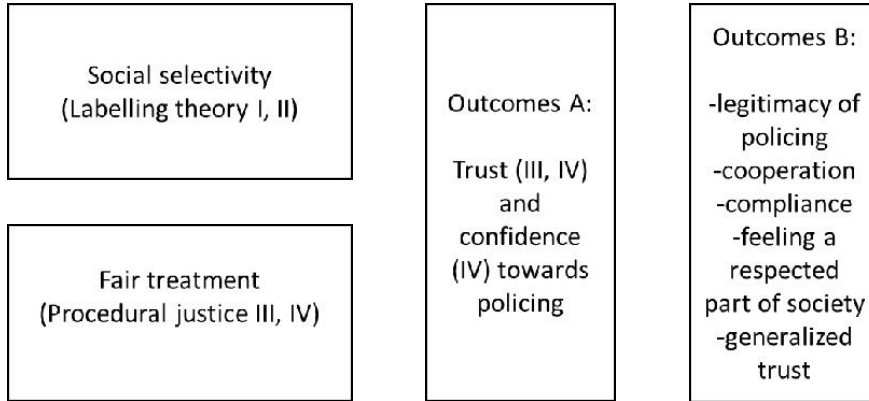 Social selectivity
(Labelling theory I, II)
Fair treatment
(Procedural justice III, IV)
Outcomes A:
Trust (III, IV)
and
confidence
(IV) towards
policing
Outcomes B:
-legitimacy of
policing
-cooperation
-compliance
-feeling a
respected
part of society
-generalized
trust